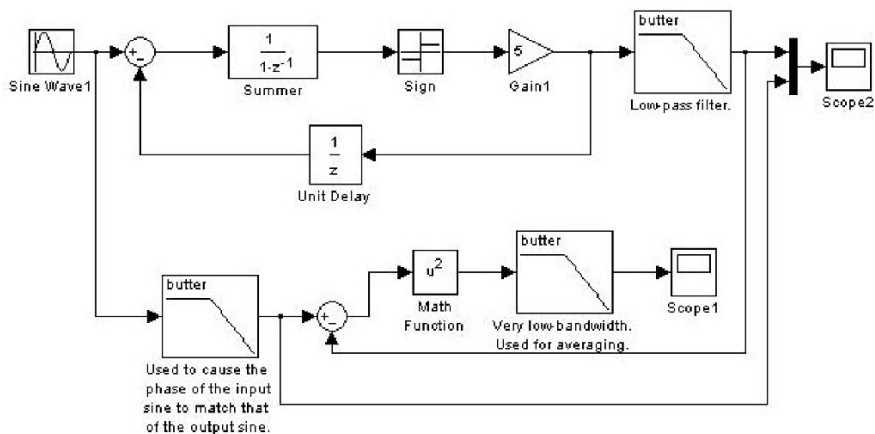 butter
1
1-z-1
5
Sine Wave1
Summer
Sign
Gain1
Low-pass filter.
Scope2
1
z
Unit Delay
butter
u2
butter
Math
Function
Very low-bandwidth.
Used for averaging.
Scope1
Used to cause the
phase of the input
sine to match that
of the output sine.